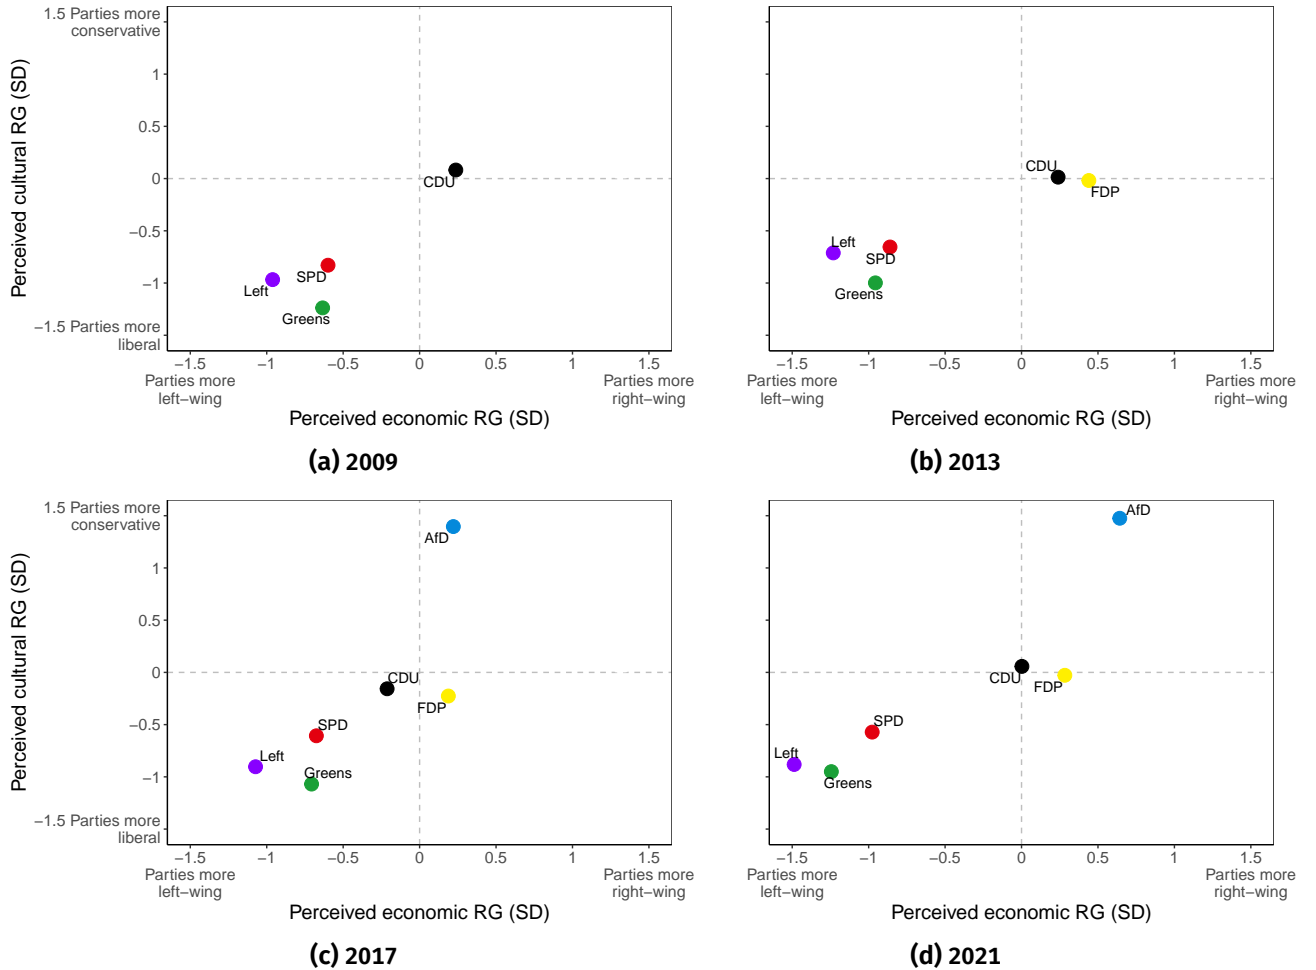 1.5 Parties more
conservative
1
0.5
0
−0.5
−1
−1.5 Parties more
liberal
Perceived cultural RG (SD)
CDU
SPD
Left
Greens
−1.5 −1 −0.5 0 0.5 1 1.5
Parties more
left−wing
Parties more
right−wing
Perceived economic RG (SD)
(a) 2009
CDU
FDP
Left
SPD
Greens
−1.5 −1 −0.5 0 0.5 1 1.5
Parties more
left−wing
Parties more
right−wing
Perceived economic RG (SD)
(b) 2013
1.5 Parties more
conservative
1
0.5
0
−0.5
−1
−1.5 Parties more
liberal
Perceived cultural RG (SD)
AfD
CDU
FDP
SPD
Left
Greens
−1.5 −1 −0.5 0 0.5 1 1.5
Parties more
left−wing
Parties more
right−wing
Perceived economic RG (SD)
(c) 2017
AfD
CDU
FDP
SPD
Left
Greens
−1.5 −1 −0.5 0 0.5 1 1.5
Parties more
left−wing
Parties more
right−wing
Perceived economic RG (SD)
(d) 2021